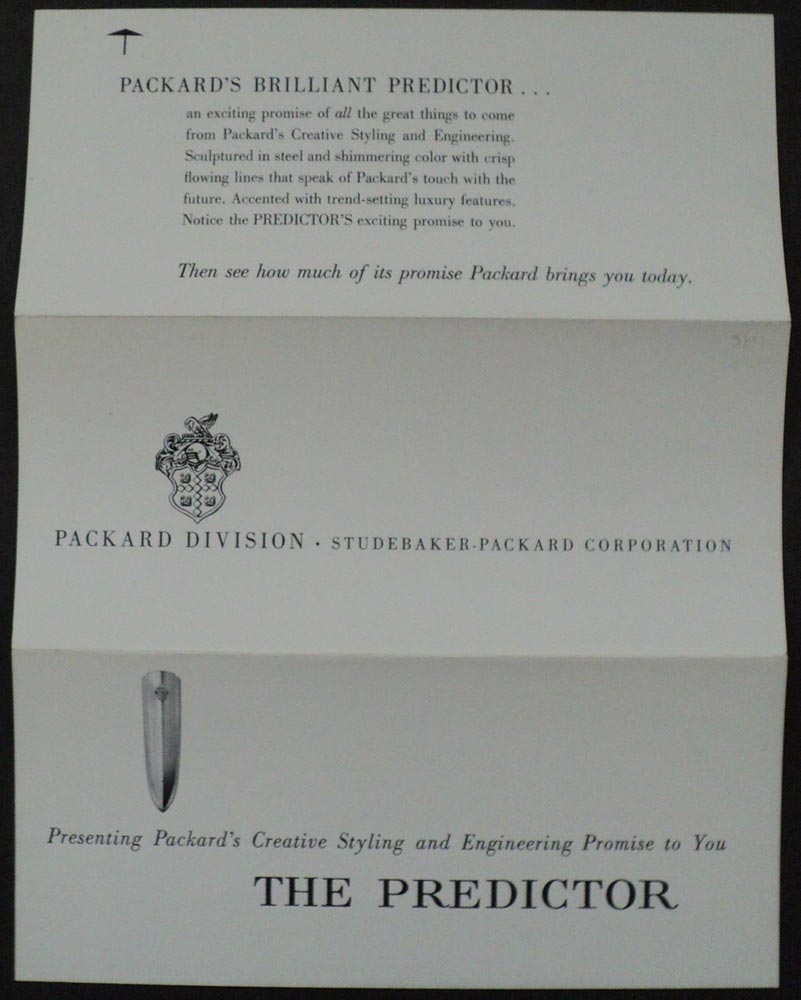 PACKARD'S BRILLIANT PREDICTOR . . .
an exciting promise of all the great things to come
from Packard's Creative Styling and Engineering.
Sculptured in steel and shimmering color with crisp
flowing lines that speak of Packard's touch with the
future. Accented with trend-setting luxury features.
Notice the PREDICTOR'S exciting promise to you.
Then see how much of its promise Packard brings you today.
PACKARD DIVISION · STUDEBAKER-PACKARD CORPORATION
Presenting Packard's Creative Styling and Engineering Promise to You
THE PREDICTOR